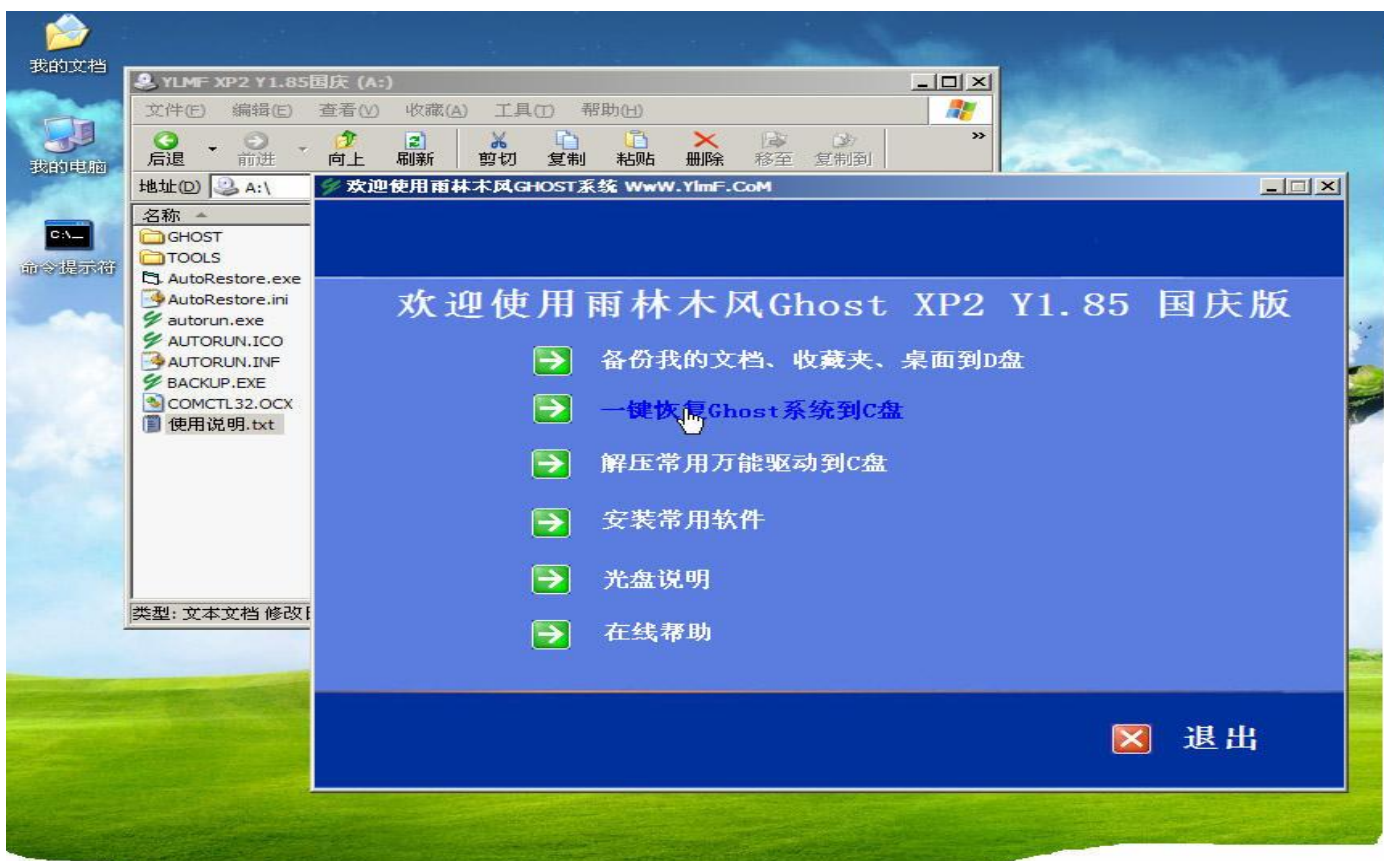 我的文档
我的电脑
C:\
命令提示符
YLMF XP2 Y1.85国庆 (A:)
文件(F) 编辑(E) 查看(V) 收藏(A) 工具(T) 帮助(H)
后退 前进 向上 刷新 剪切 复制 粘贴 删除 移至 复制到 »
地址(D) A:\
名称
GHOST
TOOLS
AutoRestore.exe
AutoRestore.ini
autorun.exe
AUTORUN.ICO
AUTORUN.INF
BACKUP.EXE
COMCTL32.OCX
使用说明.txt
类型: 文本文档 修改
欢迎使用雨林木风GHOST系统 WwW.YlmF.CoM
欢迎使用雨林木风Ghost XP2 Y1.85 国庆版
备份我的文档、收藏夹、桌面到D盘
一键恢复Ghost系统到C盘
解压常用万能驱动到C盘
安装常用软件
光盘说明
在线帮助
退出